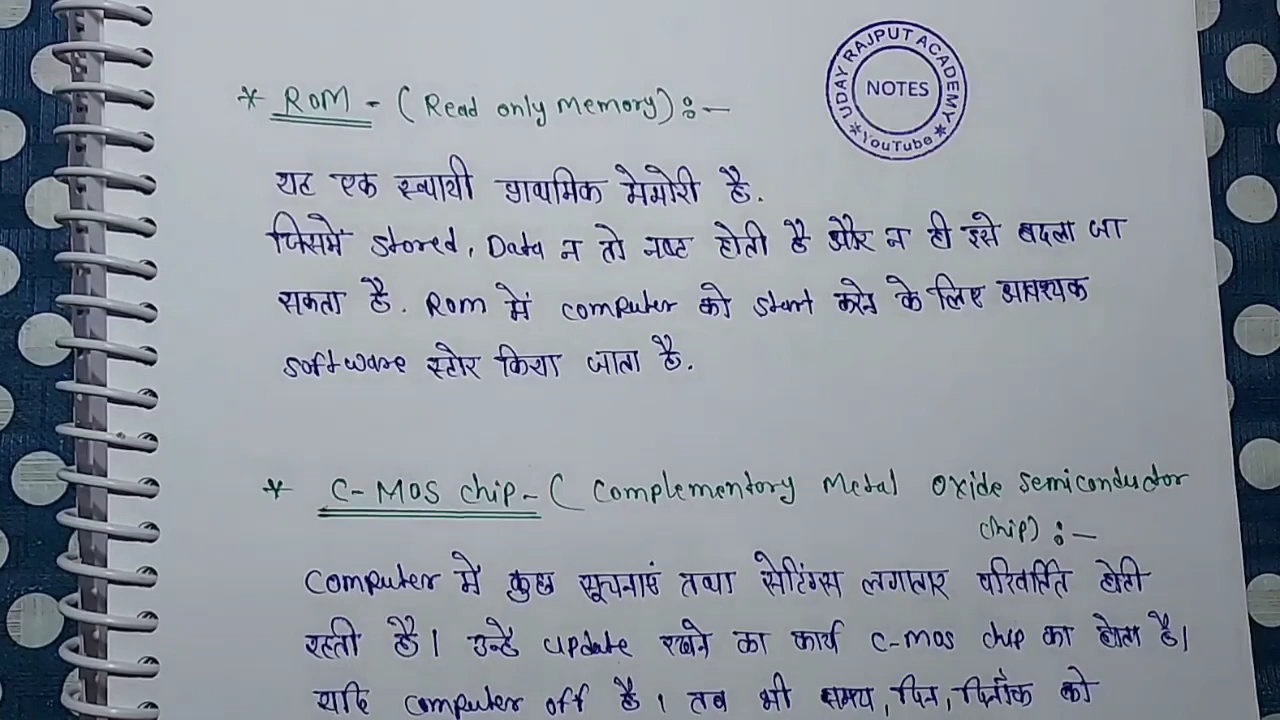 UDAY RAJPUT ACADEMY
NOTES
* YouTube *
* ROM - (Read only memory) :-
यह एक स्थायी प्राथमिक मेमोरी है.
जिसमें stored, Data न तो नष्ट होती है और न ही इसे बदला जा
सकता है. Rom में computer को start करने के लिए आवश्यक
software स्टोर किया जाता है.
* C-MOS chip - ( Complementory Metal oxide semiconductor
chip) :-
computer में कुछ सूचनाएं तथा सेटिंग्स लगातार परिवर्तित होती
रहती है। उन्हें update रखने का कार्य C-mos chip का होता है।
यदि computer off है। तब भी समय, दिन, दिनाँक को